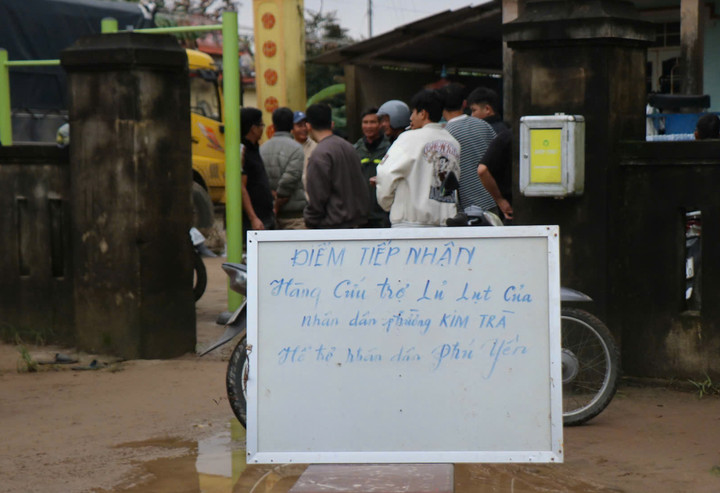 ĐIỂM TIẾP NHẬN
Hàng Cứu trợ Lũ Lụt Của
nhân dân phường KIM TRÀ
Hỗ trợ nhân dân Phú Yên